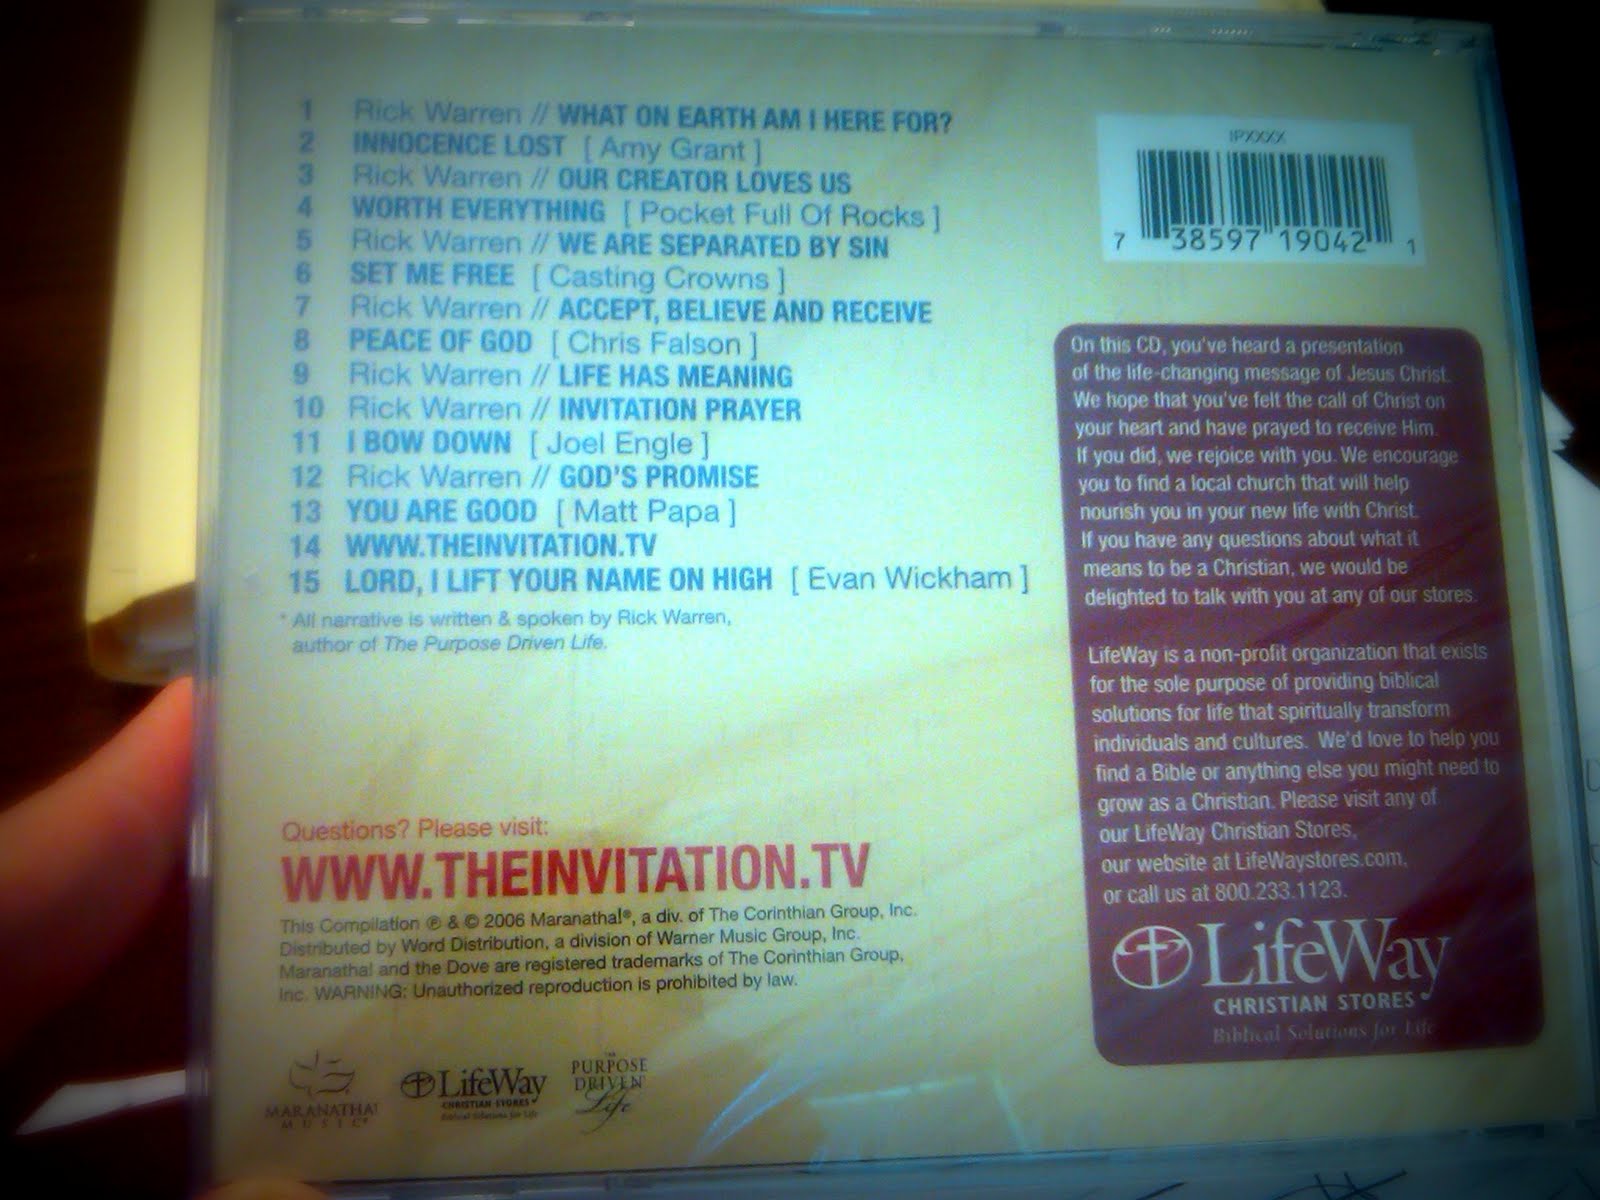 1 Rick Warren // WHAT ON EARTH AM I HERE FOR?
2 INNOCENCE LOST [ Amy Grant ]
3 Rick Warren // OUR CREATOR LOVES US
4 WORTH EVERYTHING [ Pocket Full Of Rocks ]
5 Rick Warren // WE ARE SEPARATED BY SIN
6 SET ME FREE [ Casting Crowns ]
7 Rick Warren // ACCEPT, BELIEVE AND RECEIVE
8 PEACE OF GOD [ Chris Falson ]
9 Rick Warren // LIFE HAS MEANING
10 Rick Warren // INVITATION PRAYER
11 I BOW DOWN [ Joel Engle ]
12 Rick Warren // GOD'S PROMISE
13 YOU ARE GOOD [ Matt Papa ]
14 WWW.THEINVITATION.TV
15 LORD, I LIFT YOUR NAME ON HIGH [ Evan Wickham ]
* All narrative is written & spoken by Rick Warren,
author of The Purpose Driven Life.
Questions? Please visit:
WWW.THEINVITATION.TV
This Compilation ℗ & © 2006 Maranatha!®, a div. of The Corinthian Group, Inc.
Distributed by Word Distribution, a division of Warner Music Group, Inc.
Maranatha! and the Dove are registered trademarks of The Corinthian Group,
Inc. WARNING: Unauthorized reproduction is prohibited by law.
MARANATHA!
MUSIC®
LifeWay
CHRISTIAN STORES
Biblical Solutions for Life
THE
PURPOSE
DRIVEN
Life
IPXXXX
7 38597 19042 1
On this CD, you've heard a presentation
of the life-changing message of Jesus Christ.
We hope that you've felt the call of Christ on
your heart and have prayed to receive Him.
If you did, we rejoice with you. We encourage
you to find a local church that will help
nourish you in your new life with Christ.
If you have any questions about what it
means to be a Christian, we would be
delighted to talk with you at any of our stores.
LifeWay is a non-profit organization that exists
for the sole purpose of providing biblical
solutions for life that spiritually transform
individuals and cultures. We'd love to help you
find a Bible or anything else you might need to
grow as a Christian. Please visit any of
our LifeWay Christian Stores,
our website at LifeWaystores.com,
or call us at 800.233.1123.
LifeWay
CHRISTIAN STORES
Biblical Solutions for Life